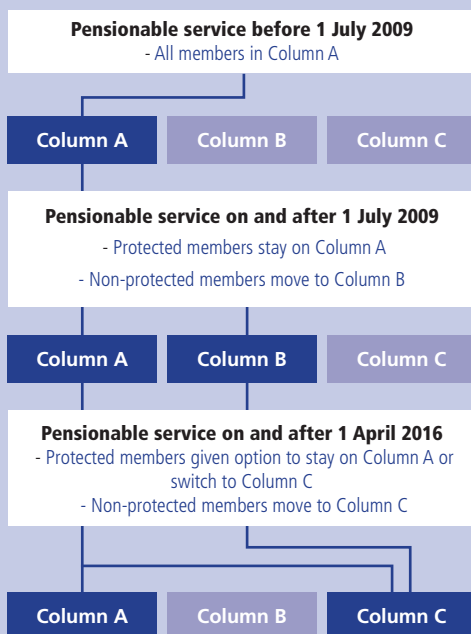 Pensionable service before 1 July 2009
- All members in Column A
Column A Column B Column C
Pensionable service on and after 1 July 2009
- Protected members stay on Column A
- Non-protected members move to Column B
Column A Column B Column C
Pensionable service on and after 1 April 2016
- Protected members given option to stay on Column A or
switch to Column C
- Non-protected members move to Column C
Column A Column B Column C